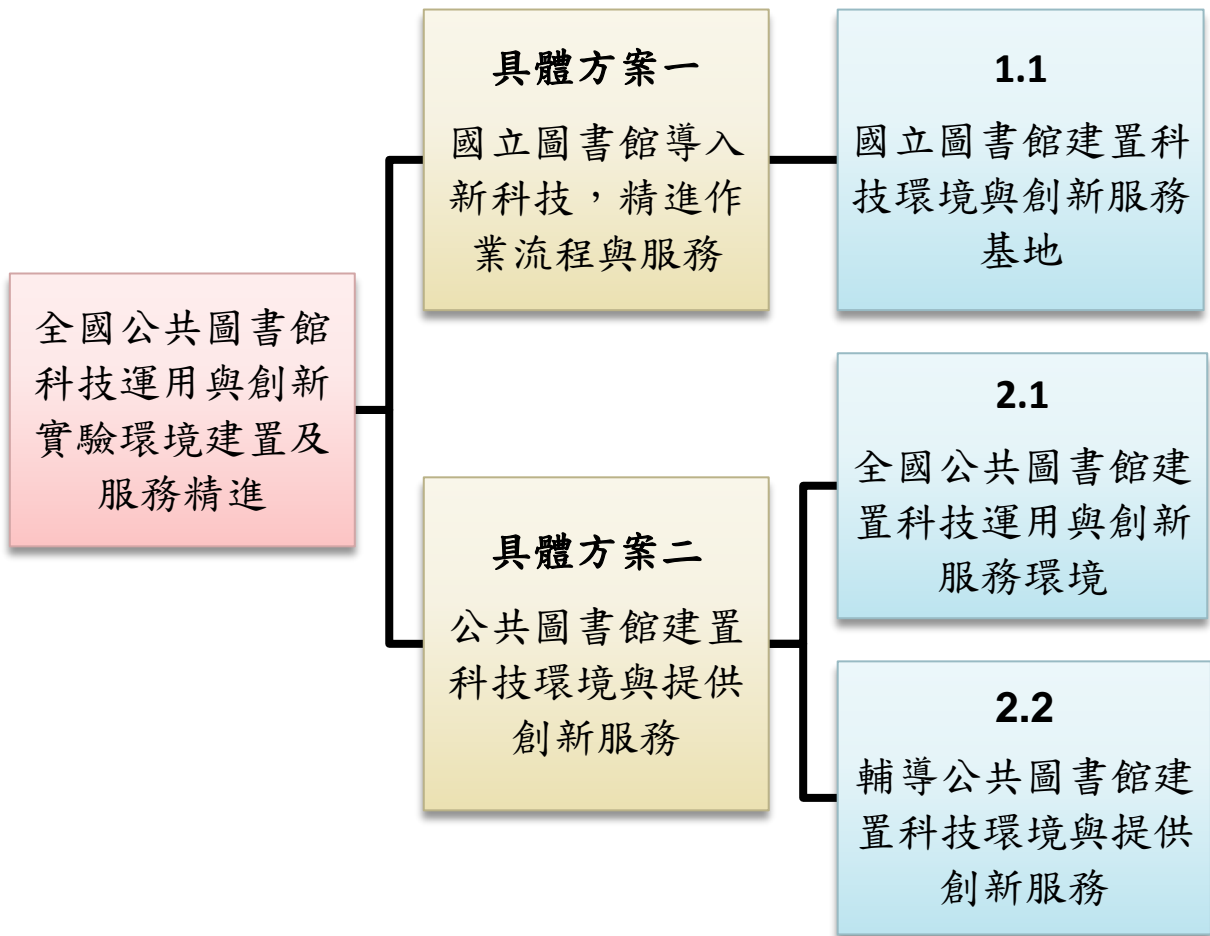 全國公共圖書館
科技運用與創新
實驗環境建置及
服務精進
具體方案一
國立圖書館導入
新科技，精進作
業流程與服務
1.1
國立圖書館建置科
技環境與創新服務
基地
具體方案二
公共圖書館建置
科技環境與提供
創新服務
2.1
全國公共圖書館建
置科技運用與創新
服務環境
2.2
輔導公共圖書館建
置科技環境與提供
創新服務